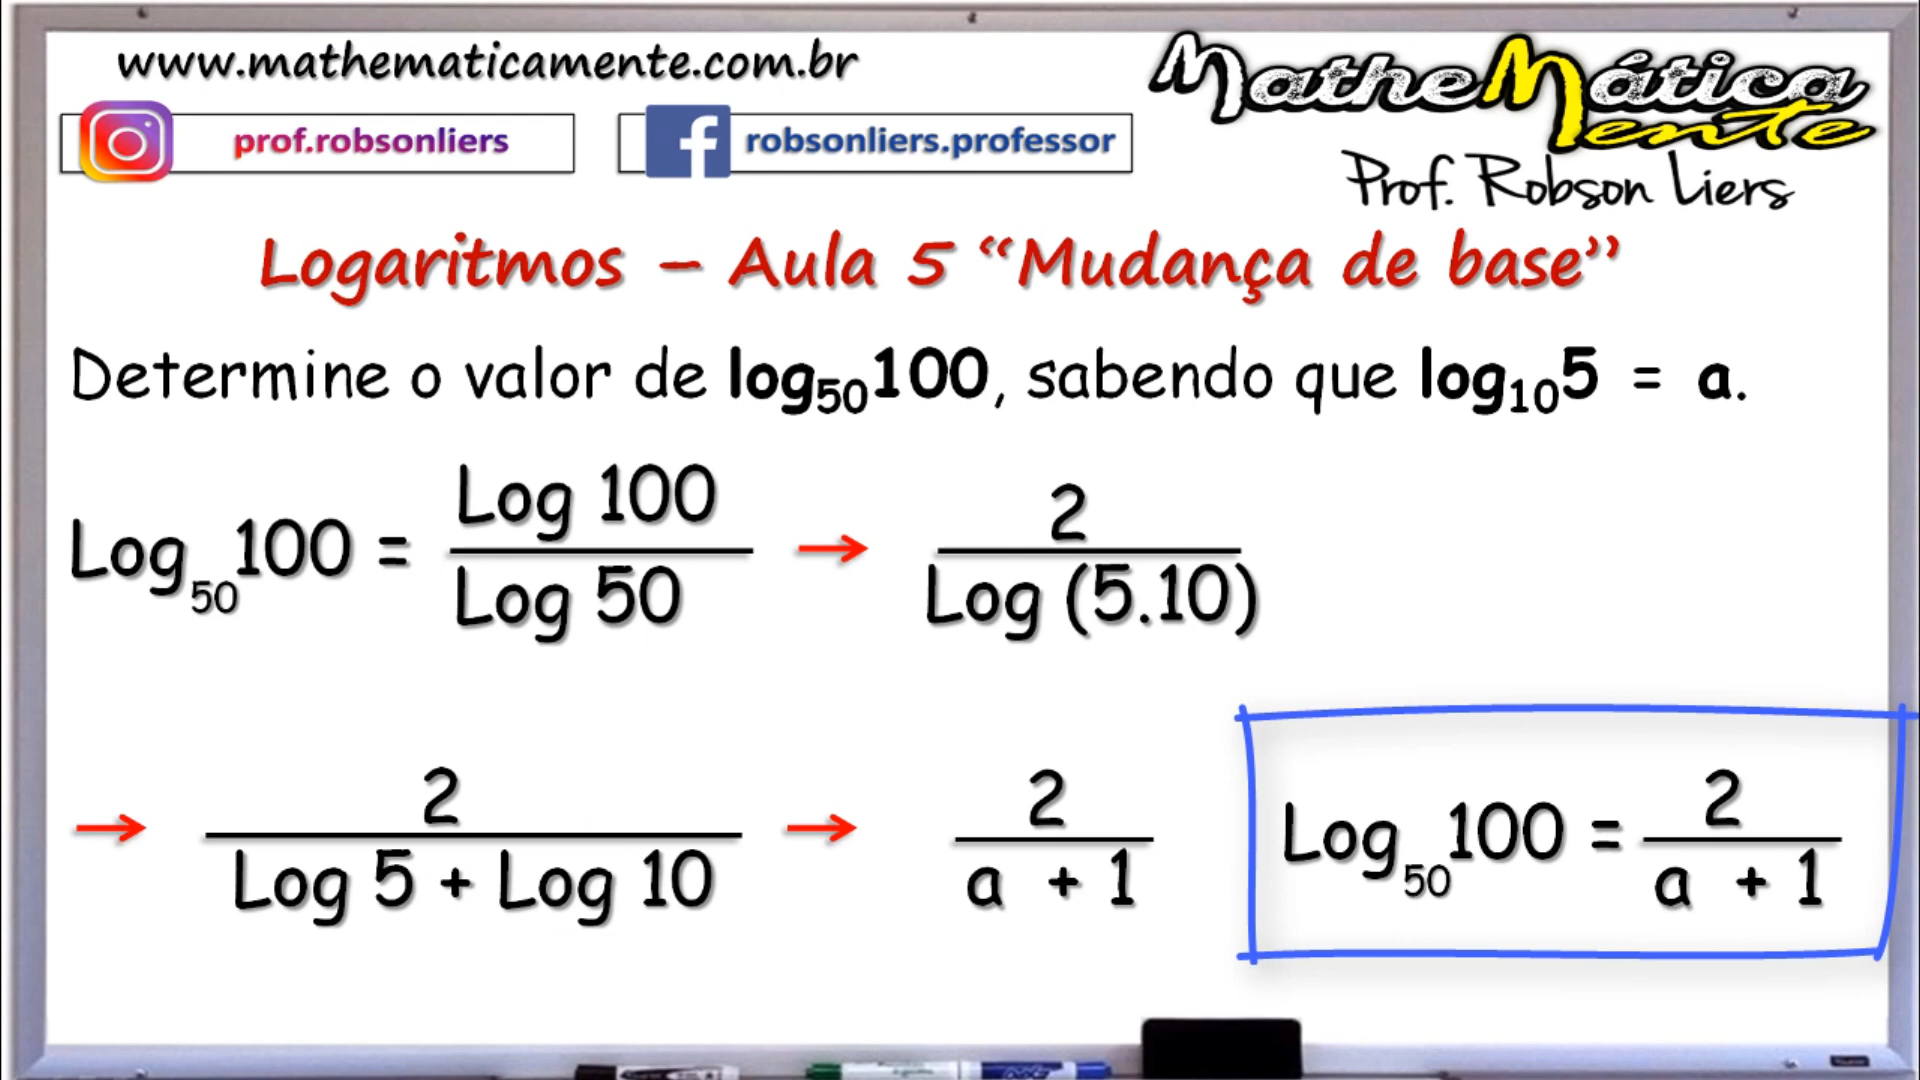 www.mathematicamente.com.br
MatheMática
mente
prof.robsonliers
robsonliers.professor
Prof. Robson Liers
Logaritmos – Aula 5 “Mudança de base”
Determine o valor de log₅₀100, sabendo que log₁₀5 = a.
Log 100
2
Log₅₀100 =
→
Log 50
Log (5.10)
2
2
2
→
→
Log₅₀100 =
Log 5 + Log 10
a + 1
a + 1